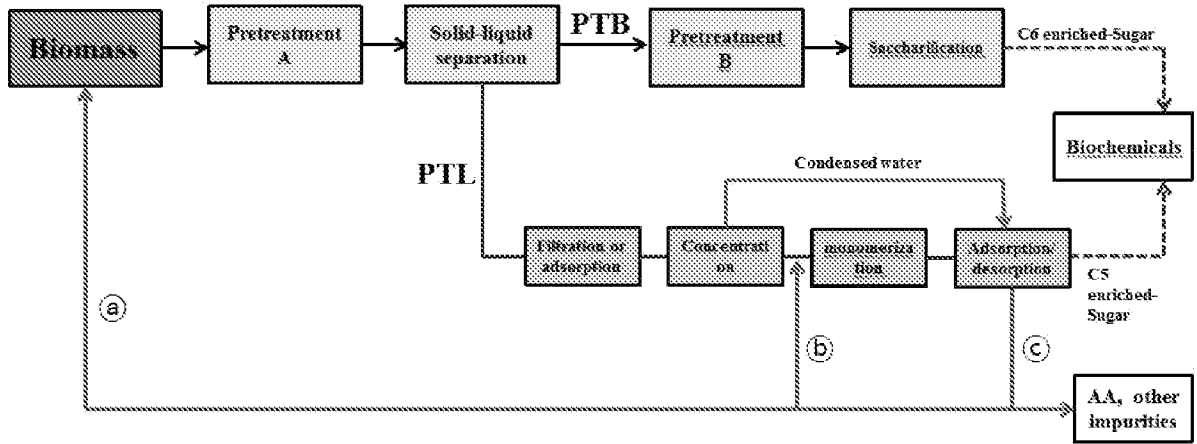 Biomass
Pretreatment
A
Solid-liquid
separation
PTB
Pretreatment
B
Saccharification
C6 enriched-Sugar
Biochemicals
PTL
Condensed water
Filtration or
adsorption
Concentrati
on
monomeriza
tion
Adsorption/
desorption
C5
enriched-
Sugar
ⓐ
ⓑ
ⓒ
AA, other
impurities